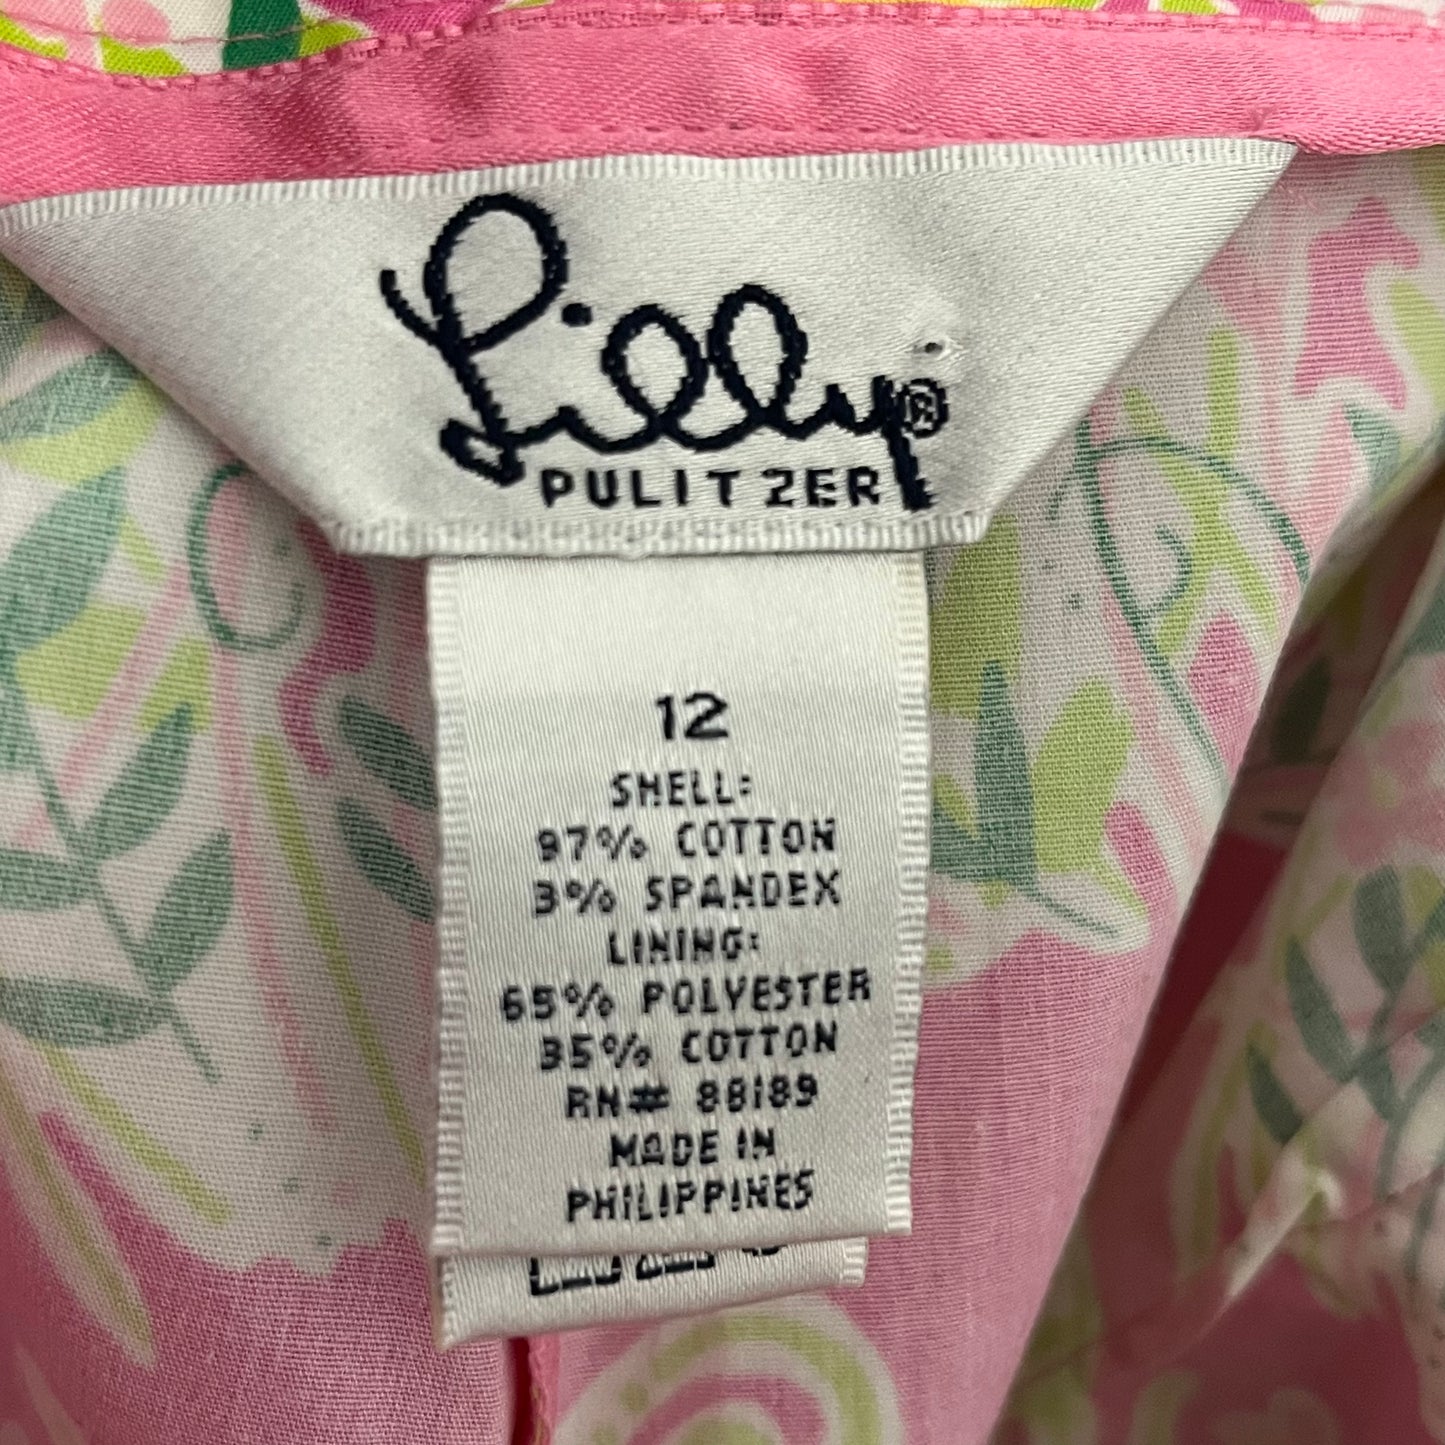 Lilly®
PULITZER
12
SHELL:
97% COTTON
3% SPANDEX
LINING:
65% POLYESTER
35% COTTON
RN# 88189
MADE IN
PHILIPPINES